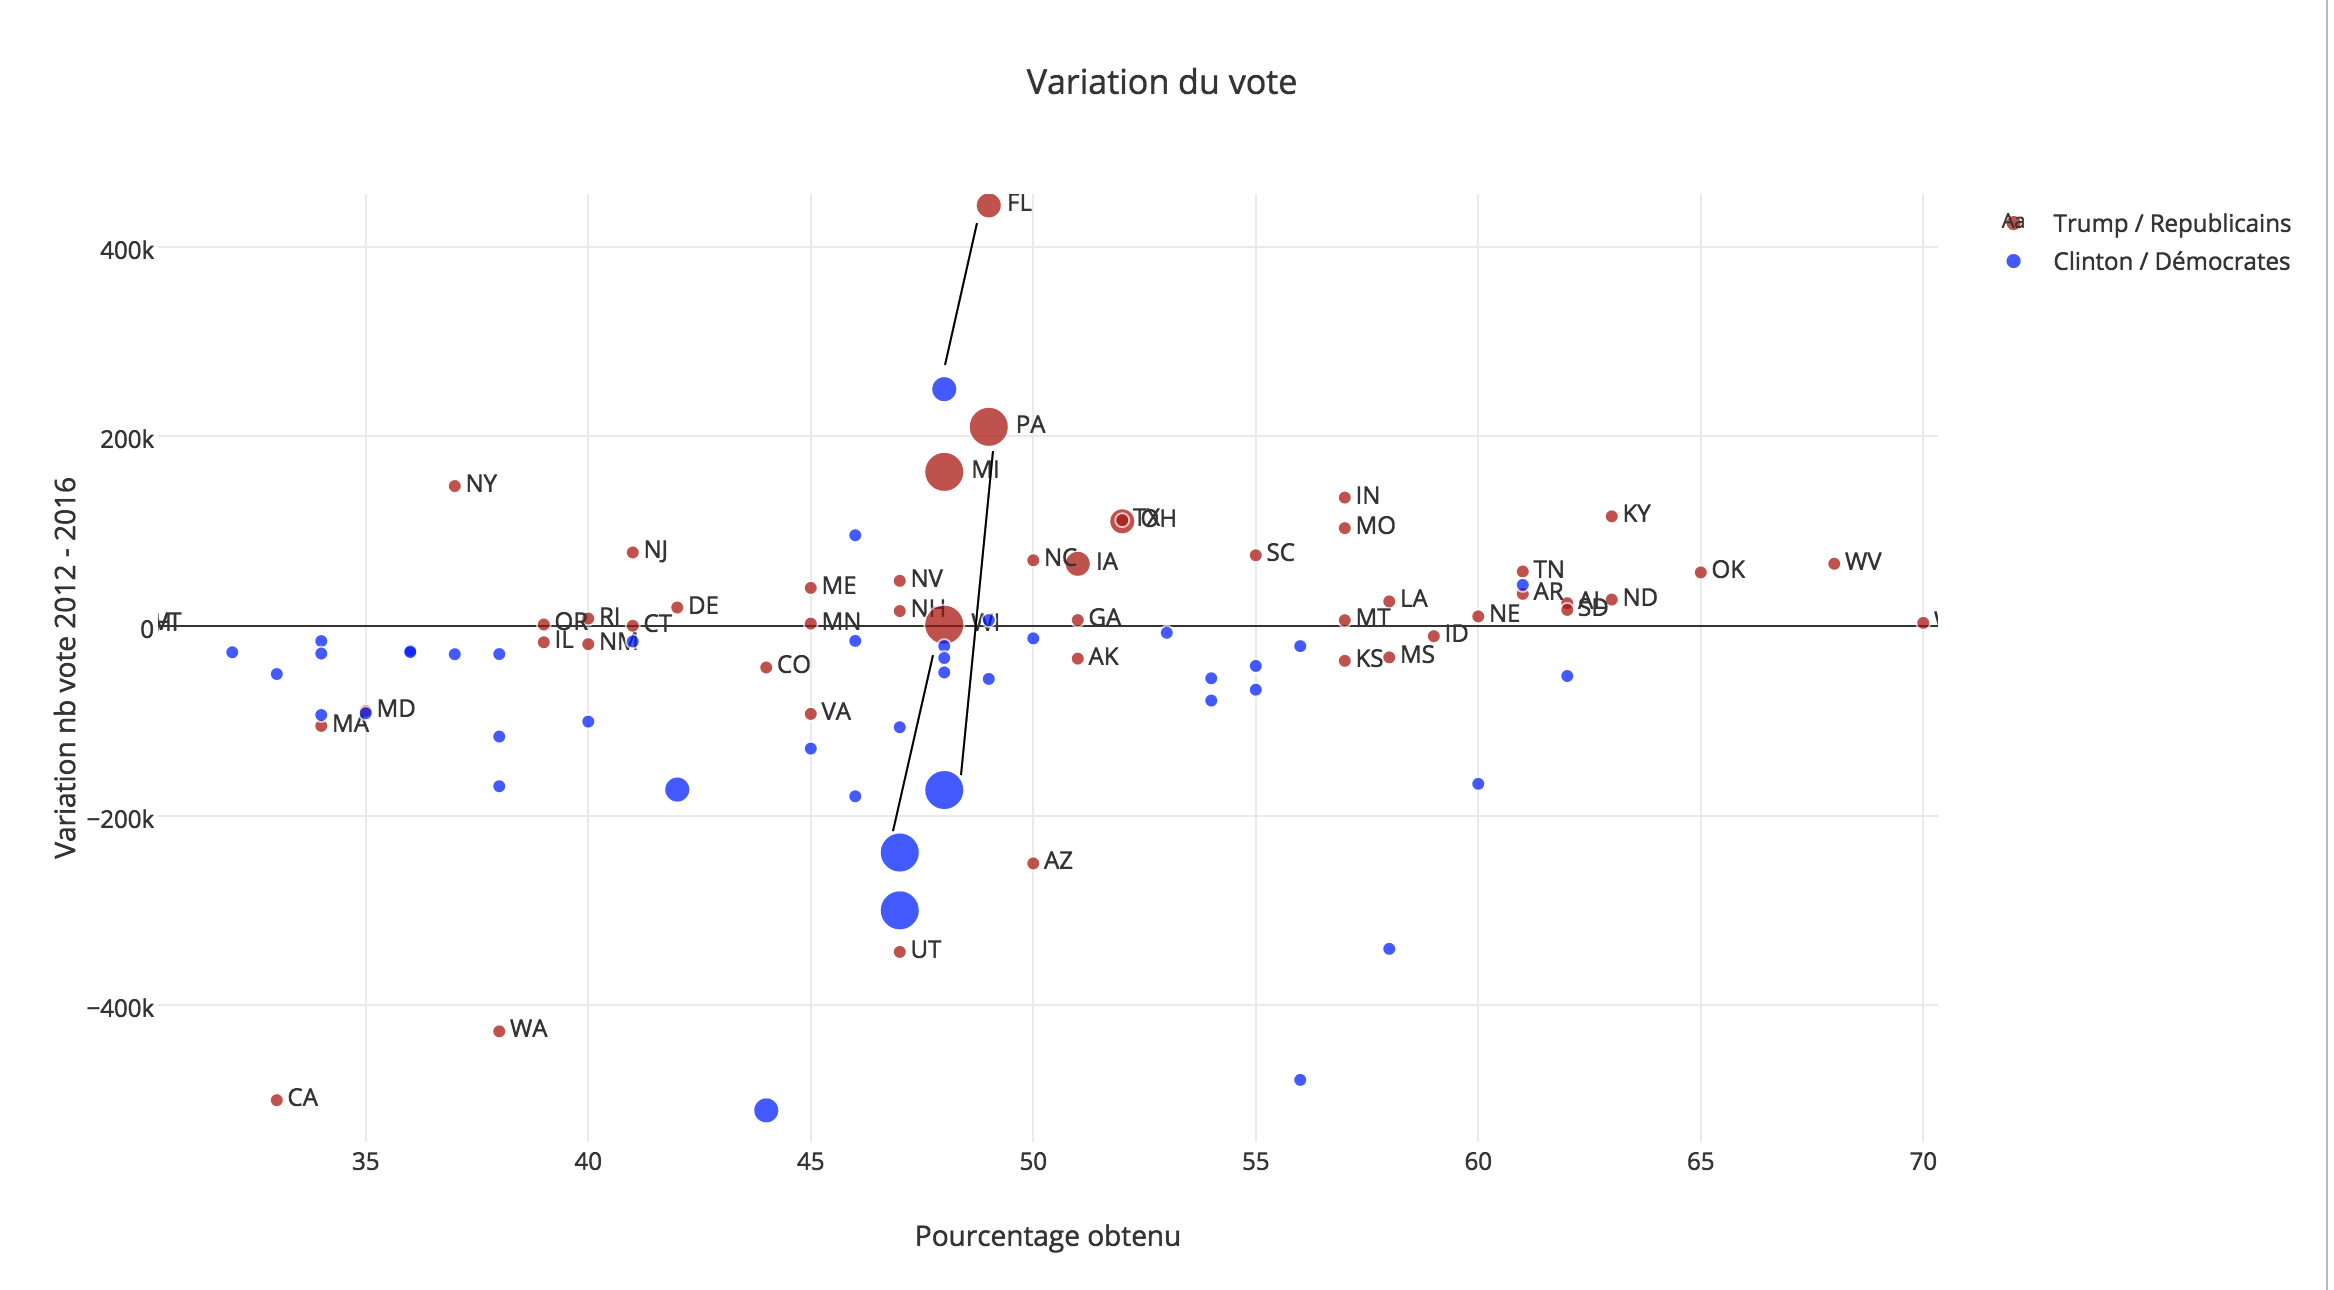 Variation du vote
Aa Trump / Republicains
Clinton / Démocrates
Variation nb vote 2012 - 2016
400k
200k
0
−200k
−400k
FL
PA
MI
NY
IN
KY
TX
OH
MO
NJ
NC
IA
SC
TN
OK
WV
ME
NV
AR
AL
SD
ND
LA
DE
NH
OR
RI
CT
MN
WI
GA
MT
NE
IL
NM
ID
CO
AK
KS
MS
MD
MA
VA
AZ
UT
WA
CA
35
40
45
50
55
60
65
70
Pourcentage obtenu